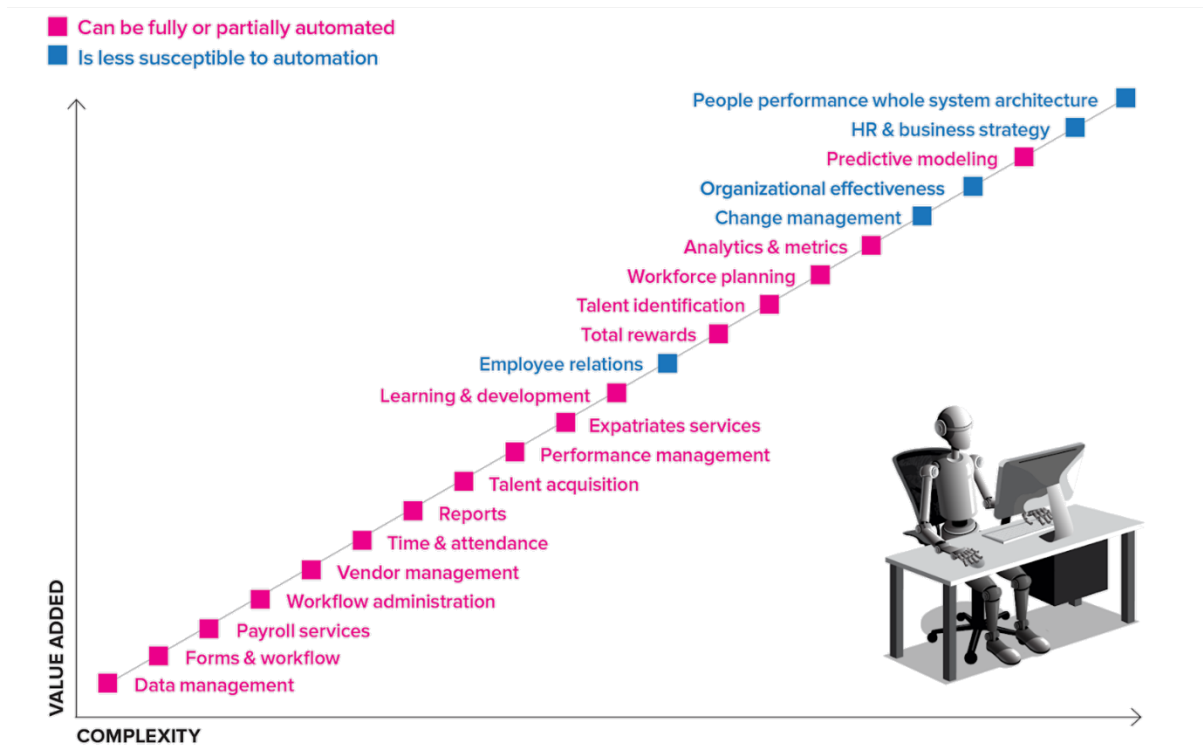 Can be fully or partially automated
Is less susceptible to automation
People performance whole system architecture
HR & business strategy
Predictive modeling
Organizational effectiveness
Change management
Analytics & metrics
Workforce planning
Talent identification
Total rewards
Employee relations
Learning & development
Expatriates services
Performance management
Talent acquisition
Reports
Time & attendance
Vendor management
Workflow administration
Payroll services
Forms & workflow
Data management
VALUE ADDED
COMPLEXITY